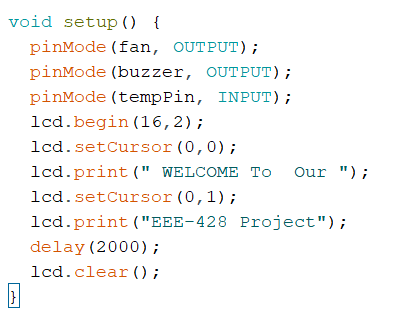 void setup() {
  pinMode(fan, OUTPUT);
  pinMode(buzzer, OUTPUT);
  pinMode(tempPin, INPUT);
  lcd.begin(16,2);
  lcd.setCursor(0,0);
  lcd.print(" WELCOME To  Our ");
  lcd.setCursor(0,1);
  lcd.print("EEE-428 Project");
  delay(2000);
  lcd.clear();
}